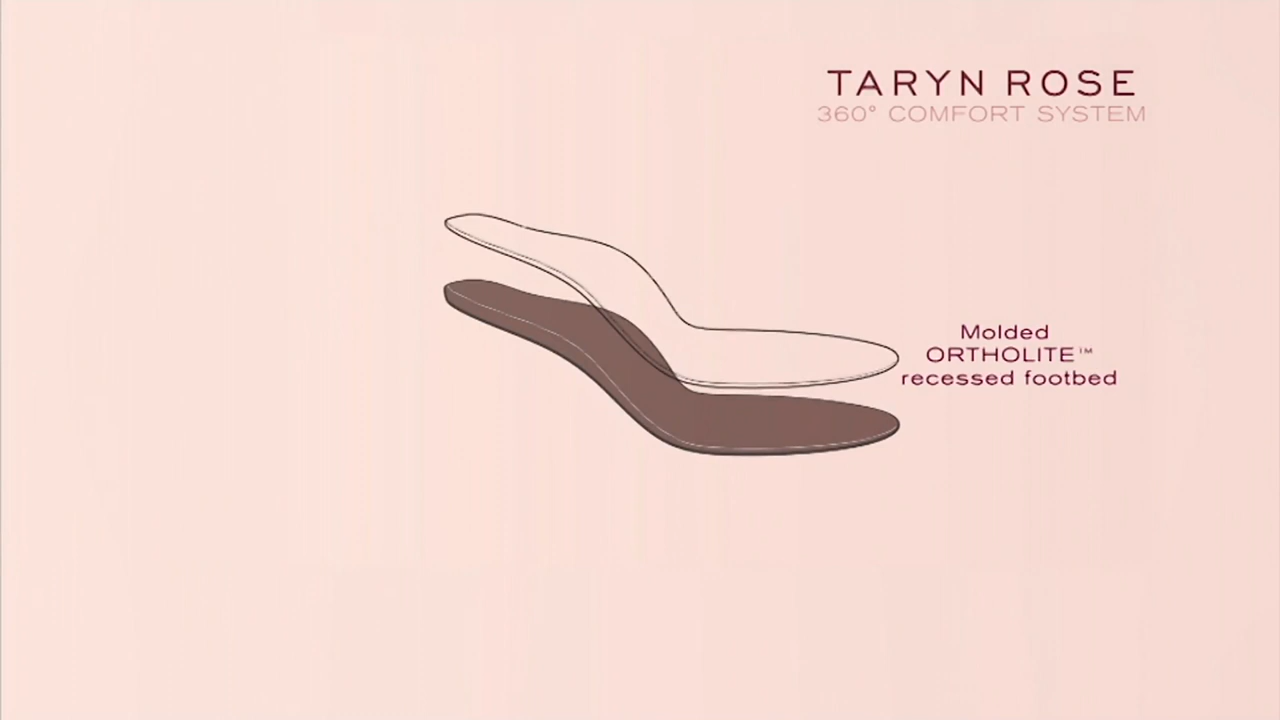 TARYN ROSE
360° COMFORT SYSTEM
Molded
ORTHOLITE™
recessed footbed